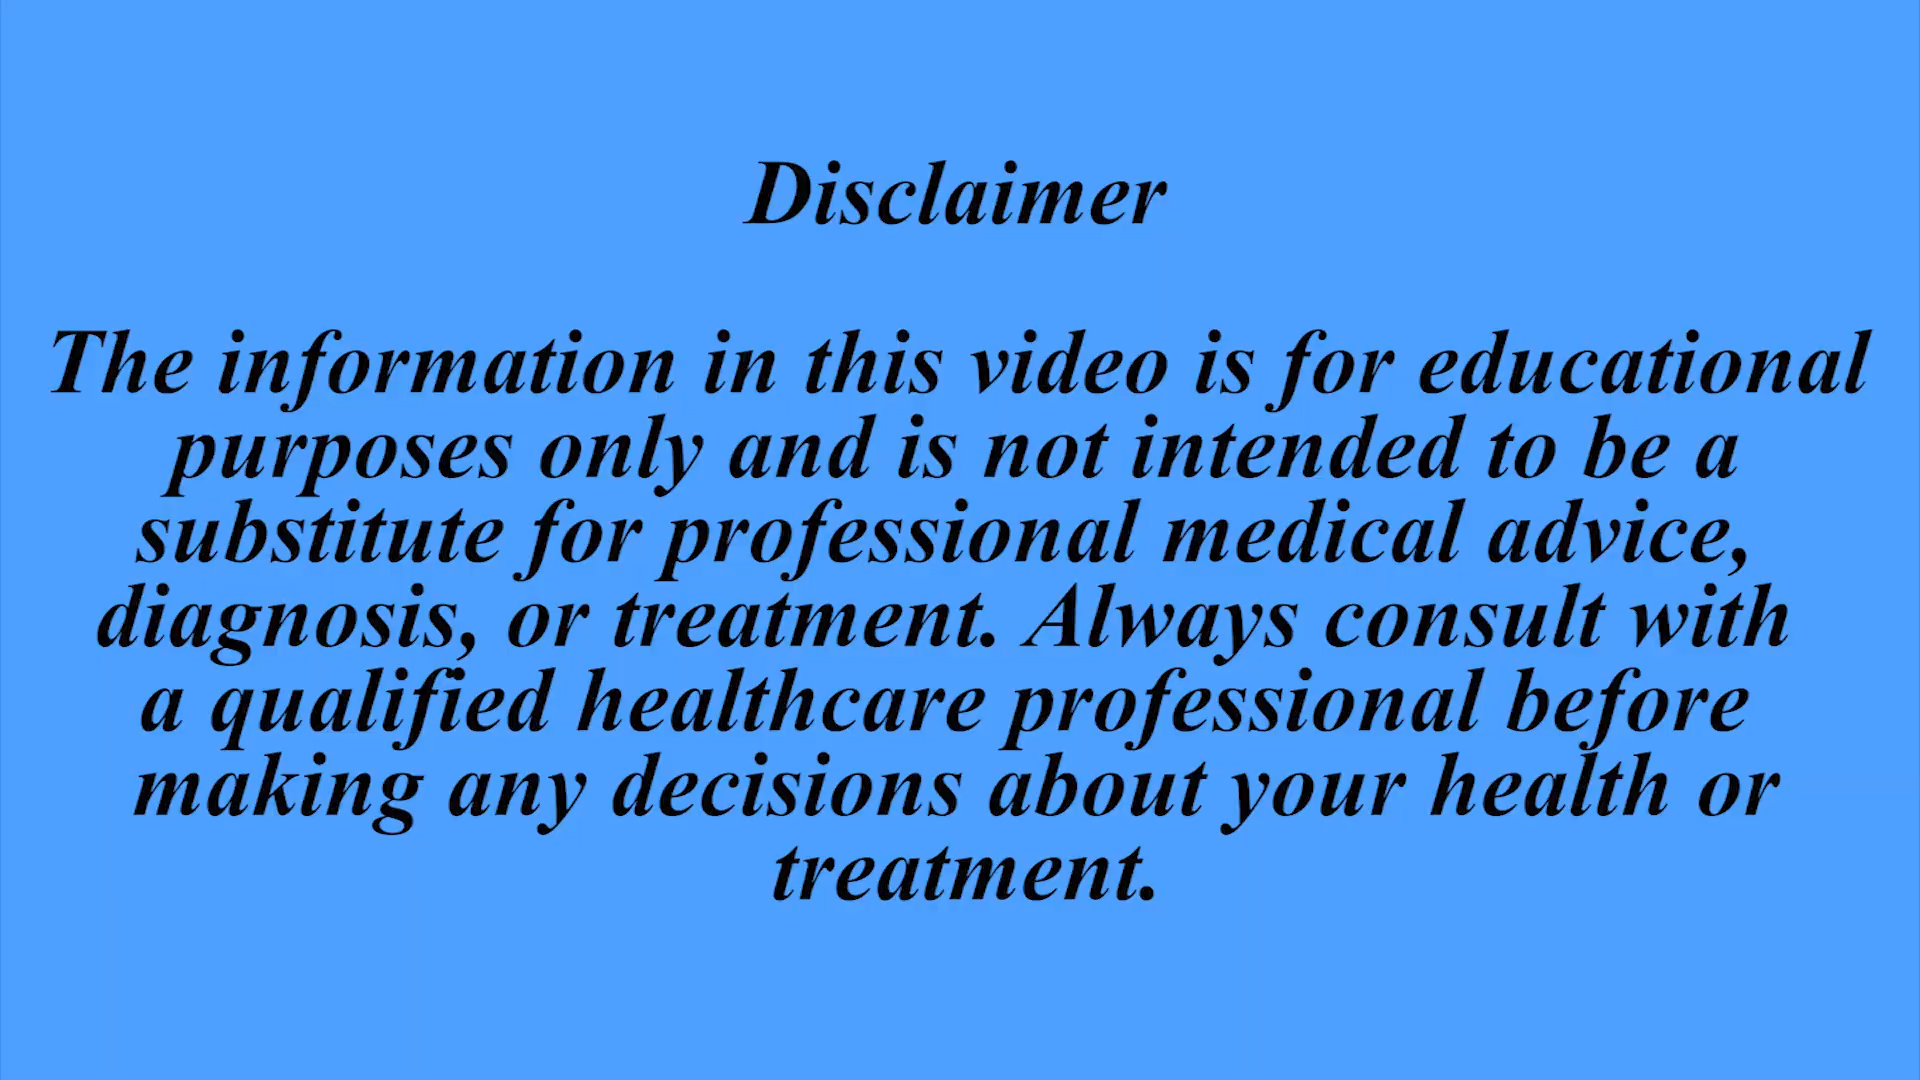 Disclaimer
The information in this video is for educational
purposes only and is not intended to be a
substitute for professional medical advice,
diagnosis, or treatment. Always consult with
a qualified healthcare professional before
making any decisions about your health or
treatment.